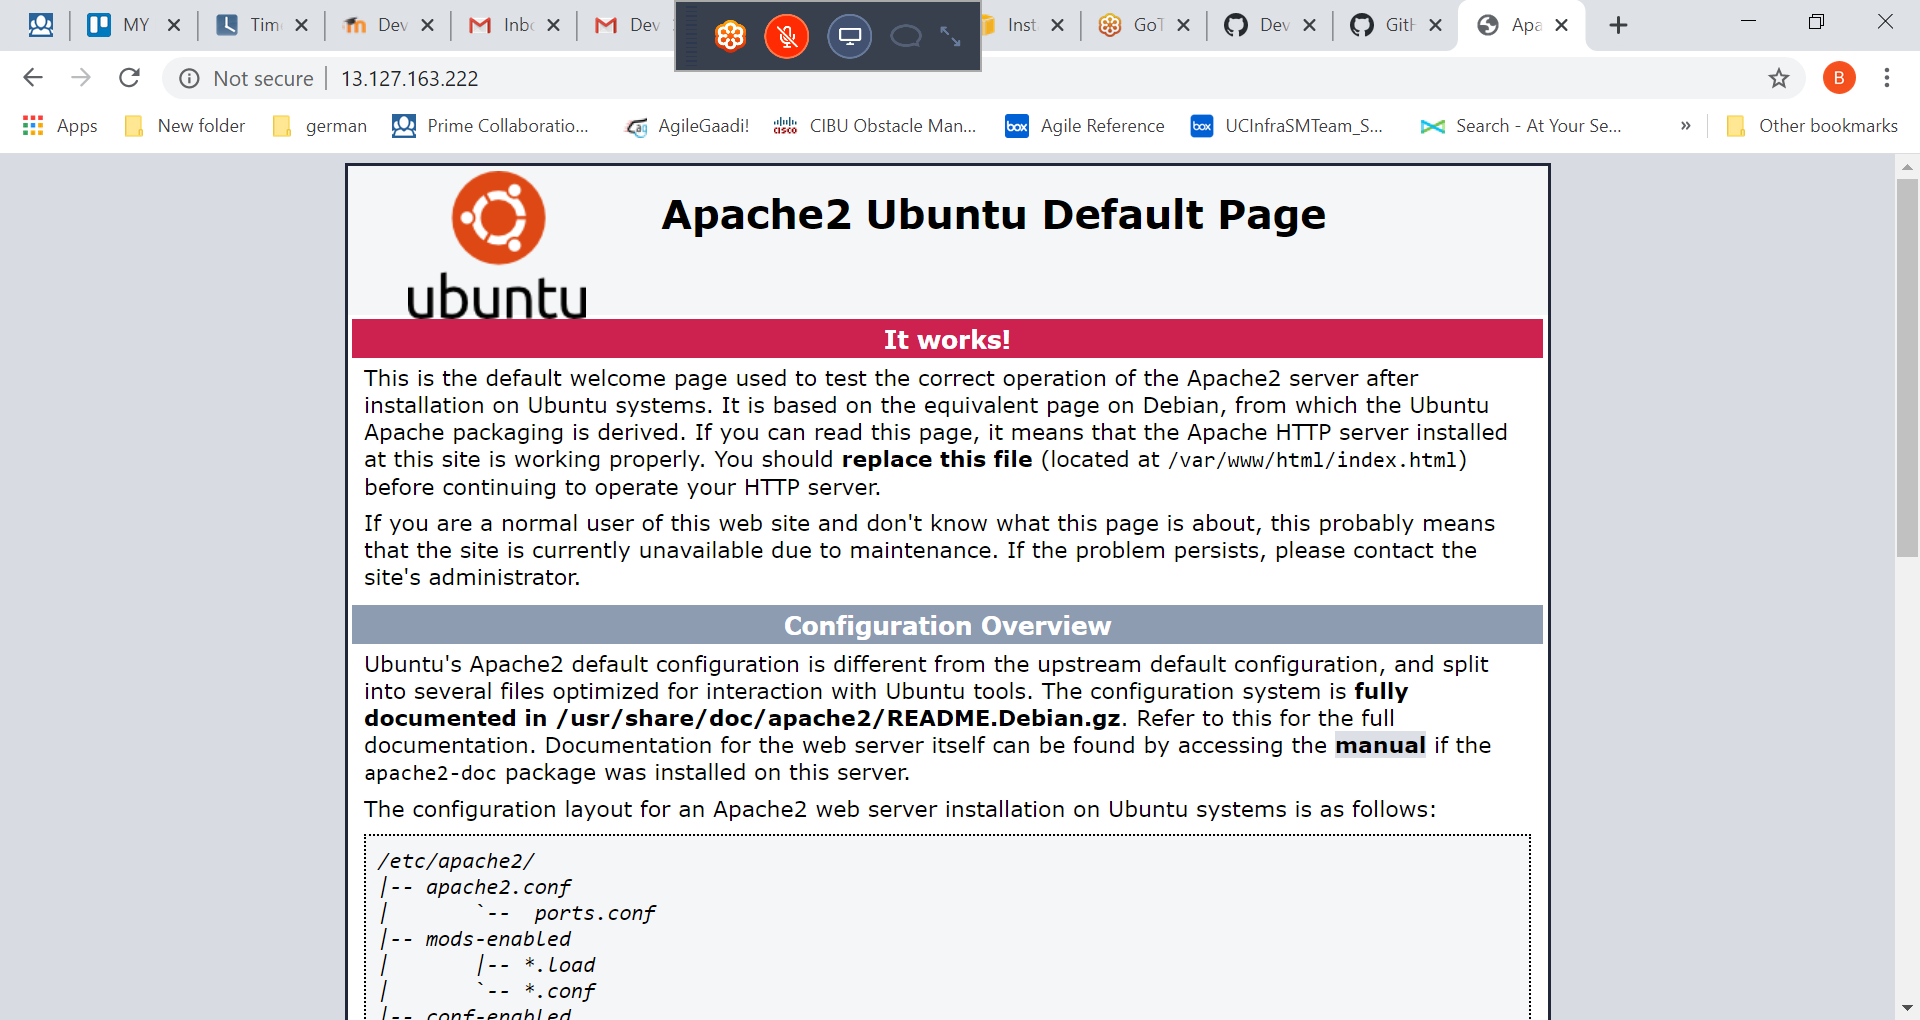 MY
Tim
Dev
Inb
Dev
Inst
GoT
Dev
GitH
Apa
Not secure
13.127.163.222
B
Apps
New folder
german
Prime Collaboratio...
AgileGaadi!
CIBU Obstacle Man...
Agile Reference
UCInfraSMTeam_S...
Search - At Your Se...
»
Other bookmarks
Apache2 Ubuntu Default Page
ubuntu
It works!
This is the default welcome page used to test the correct operation of the Apache2 server after
installation on Ubuntu systems. It is based on the equivalent page on Debian, from which the Ubuntu
Apache packaging is derived. If you can read this page, it means that the Apache HTTP server installed
at this site is working properly. You should replace this file (located at /var/www/html/index.html)
before continuing to operate your HTTP server.
If you are a normal user of this web site and don't know what this page is about, this probably means
that the site is currently unavailable due to maintenance. If the problem persists, please contact the
site's administrator.
Configuration Overview
Ubuntu's Apache2 default configuration is different from the upstream default configuration, and split
into several files optimized for interaction with Ubuntu tools. The configuration system is fully
documented in /usr/share/doc/apache2/README.Debian.gz. Refer to this for the full
documentation. Documentation for the web server itself can be found by accessing the manual if the
apache2-doc package was installed on this server.
The configuration layout for an Apache2 web server installation on Ubuntu systems is as follows:
/etc/apache2/
|-- apache2.conf
|       `--  ports.conf
|-- mods-enabled
|       |-- *.load
|       `-- *.conf
|-- conf-enabled